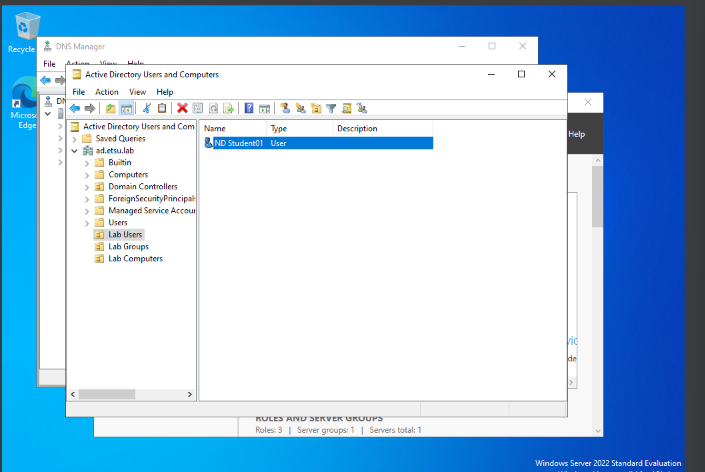 Recycle
Microso
Edge
DNS Manager
File Action View Help
DN
Active Directory Users and Computers
File Action View Help
Active Directory Users and Com
Saved Queries
ad.etsu.lab
Builtin
Computers
Domain Controllers
ForeignSecurityPrincipals
Managed Service Accour
Users
Lab Users
Lab Groups
Lab Computers
Name Type Description
ND Student01 User
Help
de
ROLES AND SERVER GROUPS
Roles: 3 | Server groups: 1 | Servers total: 1
Windows Server 2022 Standard Evaluation